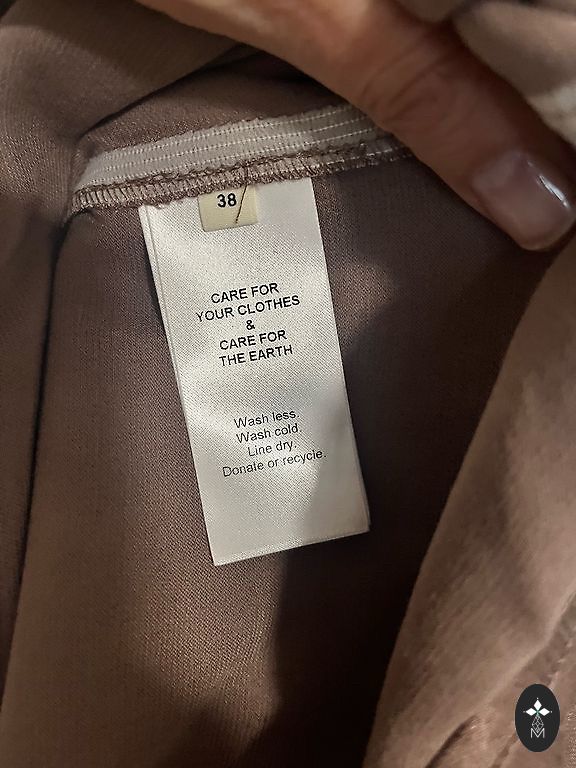 38
CARE FOR
YOUR CLOTHES
&
CARE FOR
THE EARTH
Wash less.
Wash cold.
Line dry.
Donate or recycle.
M